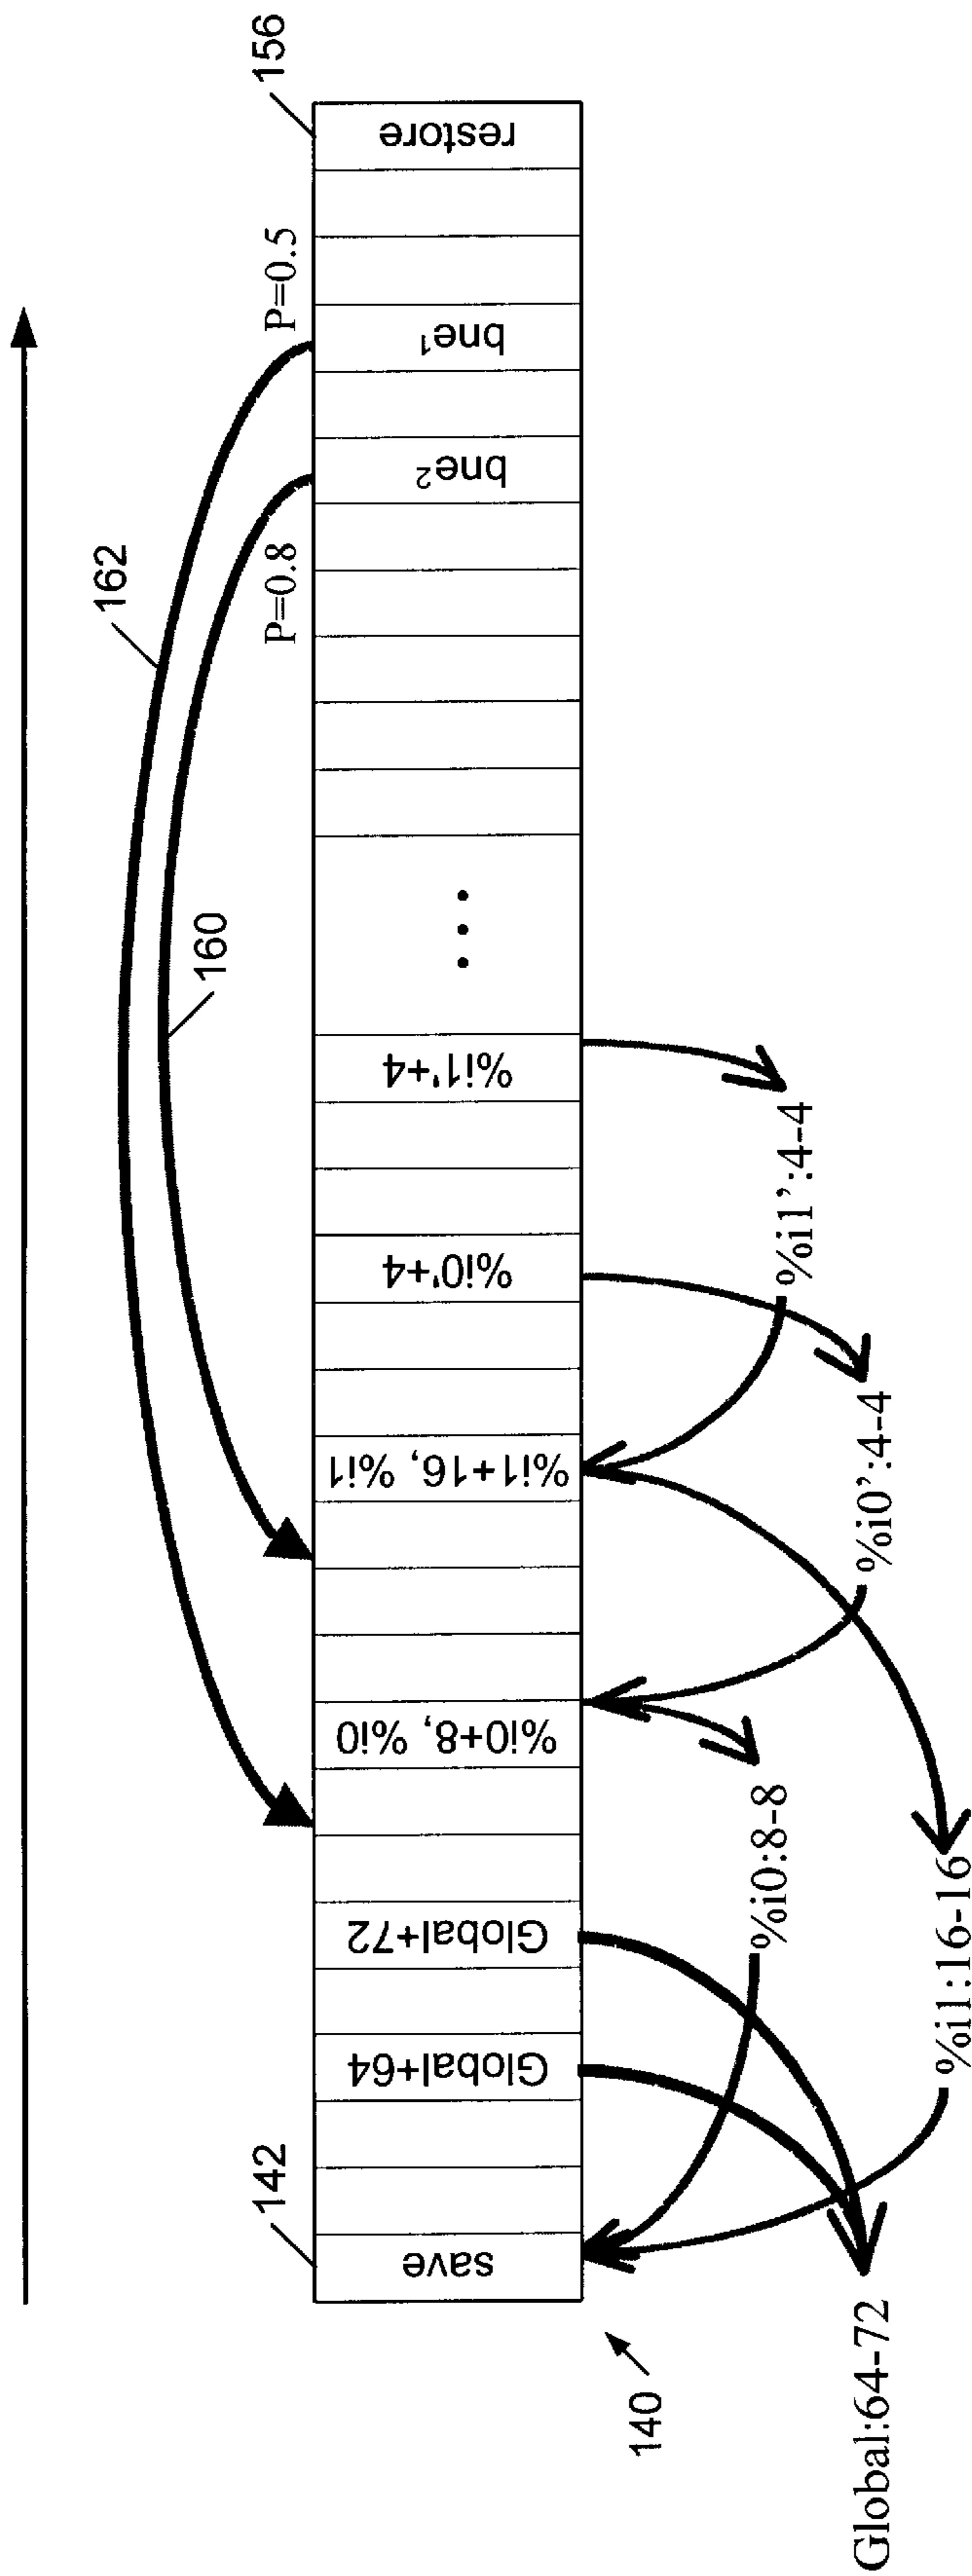 162
160
P=0.8
P=0.5
142
156
save
Global+64
Global+72
%i0+8, %i0
%i1+16, %i1
%i0'+4
%i1'+4
• • •
bne²
bne¹
restore
140
%i0:8-8
%i1':4-4
Global:64-72
%i0’:4-4
%i1:16-16